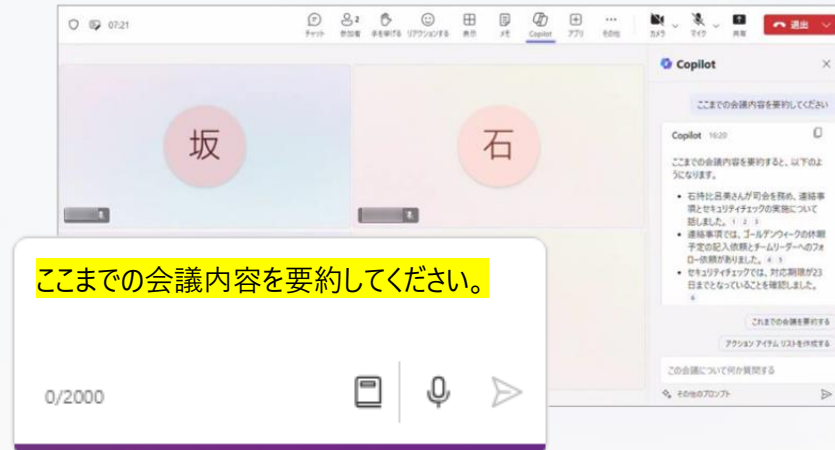 07:21
チャット
2
参加者
手を挙げる
リアクションする
表示
メモ
Copilot
アプリ
その他
カメラ
マイク
共有
退出
坂
石
Copilot
ここまでの会議内容を要約してください
Copilot 16:20
ここまでの会議内容を要約すると、以下のよ
うになります。
• 石持比呂美さんが司会を務め、連絡事
項とセキュリティチェックの実施について
話しました。 1 2 3
• 連絡事項では、ゴールデンウィークの休暇
予定の記入依頼とチームリーダーへのフォ
ロー依頼がありました。 4 5
• セキュリティチェックでは、対応期限が23
日までとなっていることを確認しました。
6
これまでの会議を要約する
アクション アイテム リストを作成する
この会議について何か質問する
その他のプロンプト
ここまでの会議内容を要約してください。
0/2000